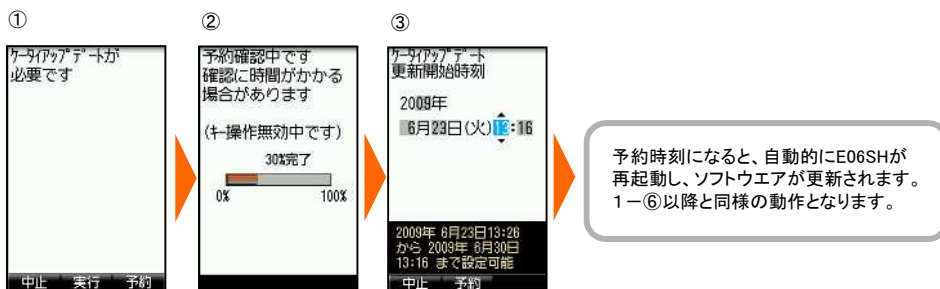 ①
ｹｰﾀｲｱｯﾌﾟﾃﾞｰﾄが
必要です
中止 実行 予約
②
予約確認中です
確認に時間がかかる
場合があります
(ｷｰ操作無効中です)
30%完了
0% 100%
③
ｹｰﾀｲｱｯﾌﾟﾃﾞｰﾄ
更新開始時刻
2009年
6月23日(火)13:16
2009年 6月23日13:26
から 2009年 6月30日
13:16 まで設定可能
中止 予約
予約時刻になると、自動的にE06SHが
再起動し、ソフトウエアが更新されます。
1－⑥以降と同様の動作となります。